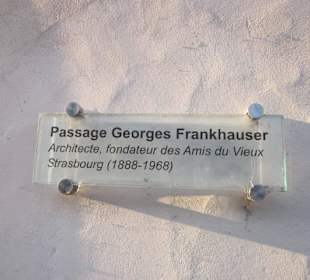 Passage Georges Frankhauser
Architecte, fondateur des Amis du Vieux
Strasbourg (1888-1968)